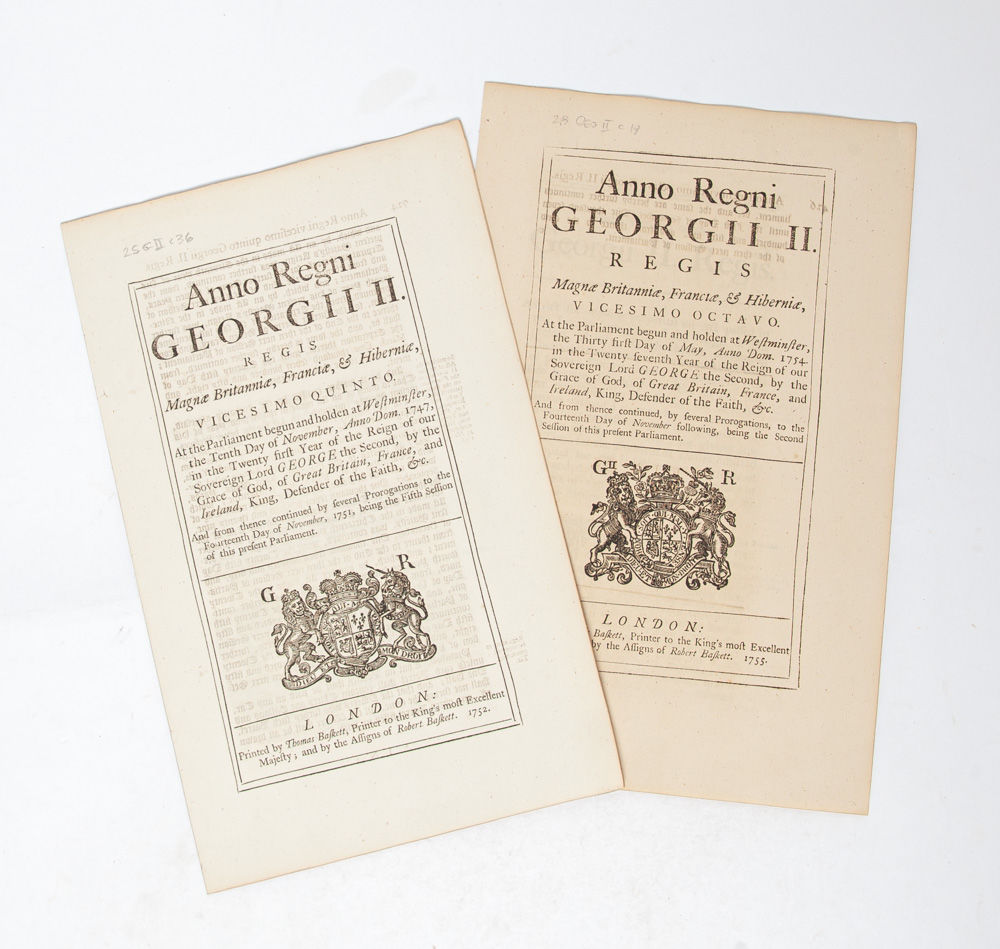 25 G II c 36
Anno Regni
GEORGII II.
REGIS
Magnæ Britanniæ, Franciæ, & Hiberniæ,
VICESIMO QUINTO.
At the Parliament begun and holden at Weſtminſter,
the Tenth Day of November, Anno Dom. 1747,
in the Twenty firſt Year of the Reign of our
Sovereign Lord GEORGE the Second, by the
Grace of God, of Great Britain, France, and
Ireland, King, Defender of the Faith, &c.
And from thence continued by ſeveral Prorogations to the
Fourteenth Day of November, 1751, being the Fifth Seſſion
of this preſent Parliament.
G R
DIEU ET MON DROIT
LONDON:
Printed by Thomas Baſkett, Printer to the King's moſt Excellent
Majeſty; and by the Aſſigns of Robert Baſkett. 1752.
28 Geo II c 19
Anno Regni
GEORGII II.
REGIS
Magnæ Britanniæ, Franciæ, & Hiberniæ,
VICESIMO OCTAVO.
At the Parliament begun and holden at Weſtminſter,
the Thirty firſt Day of May, Anno Dom. 1754
in the Twenty ſeventh Year of the Reign of our
Sovereign Lord GEORGE the Second, by the
Grace of God, of Great Britain, France, and
Ireland, King, Defender of the Faith, &c.
And from thence continued, by ſeveral Prorogations, to the
Fourteenth Day of November following, being the Second
Seſſion of this preſent Parliament.
G II R
LONDON:
Baſkett, Printer to the King's moſt Excellent
by the Aſſigns of Robert Baſkett. 1755.